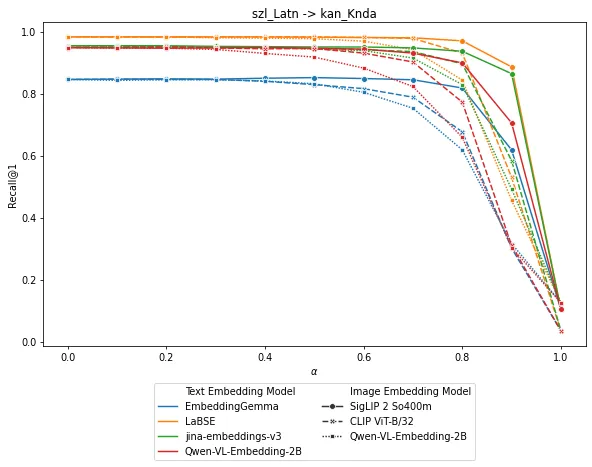 szl_Latn -> kan_Knda
Recall@1
1.0
0.8
0.6
0.4
0.2
0.0
0.0 0.2 0.4 0.6 0.8 1.0
α
Text Embedding Model
EmbeddingGemma
LaBSE
jina-embeddings-v3
Qwen-VL-Embedding-2B
Image Embedding Model
SigLIP 2 So400m
CLIP ViT-B/32
Qwen-VL-Embedding-2B